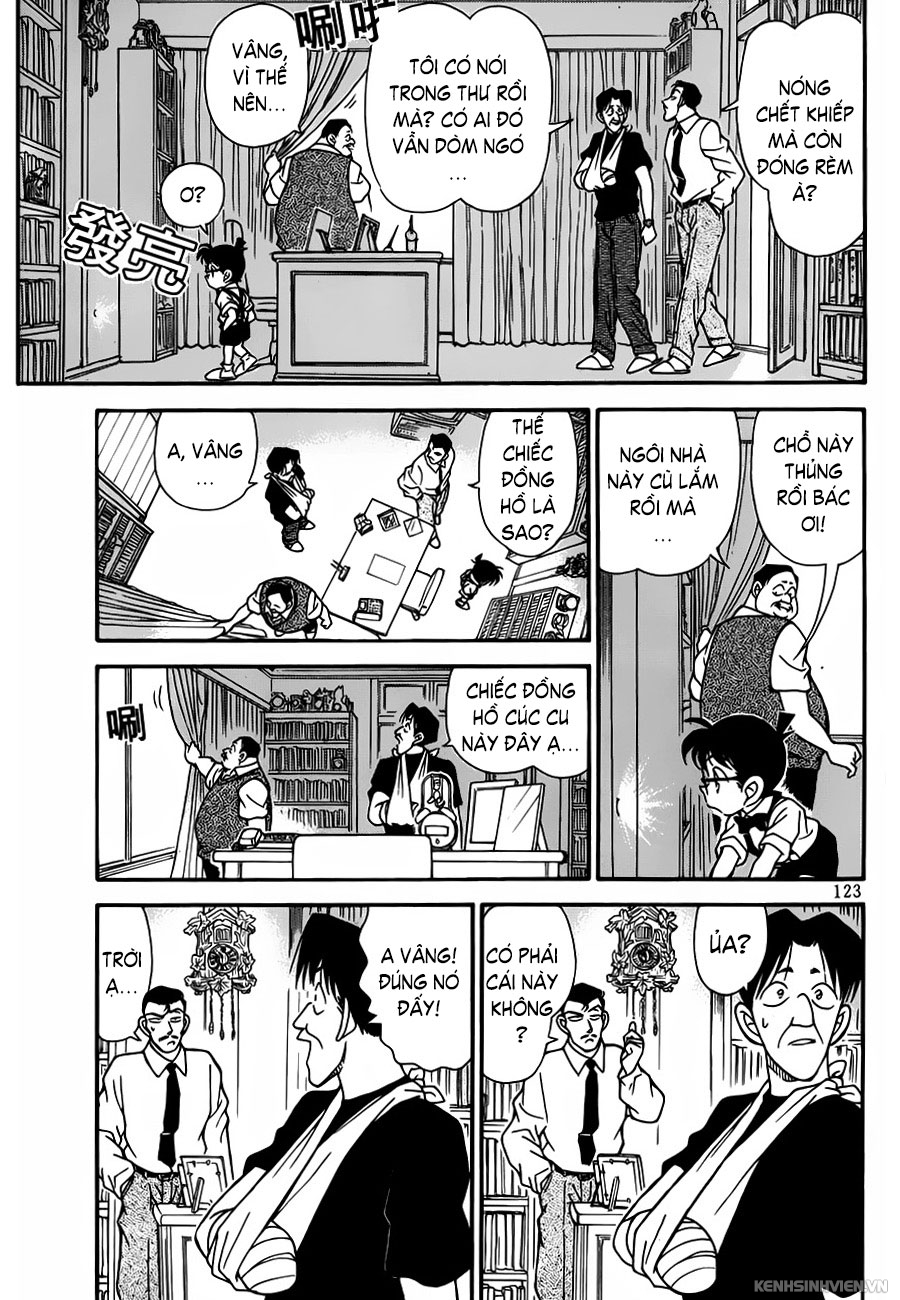 NÓNG
CHẾT KHIẾP
MÀ CÒN
ĐÓNG RÈM
À?
TÔI CÓ NÓI
TRONG THƯ RỒI
MÀ? CÓ AI ĐÓ
VẪN DÒM NGÓ
...
唰啦
VÂNG,
VÌ THẾ
NÊN...
Ơ?
發亮
CHỖ NÀY
THỦNG
RỒI BÁC
ƠI!
NGÔI NHÀ
NÀY CŨ LẮM
RỒI MÀ
...
THẾ
CHIẾC
ĐỒNG
HỒ LÀ
SAO?
A, VÂNG
...
CHIẾC ĐỒNG
HỒ CÚC CU
NÀY ĐÂY Ạ...
唰
123
ỦA?
CÓ PHẢI
CÁI NÀY
KHÔNG
?
A VÂNG!
ĐÚNG NÓ
ĐẤY!
TRỜI
Ạ...
KENHSINHVIEN.VN